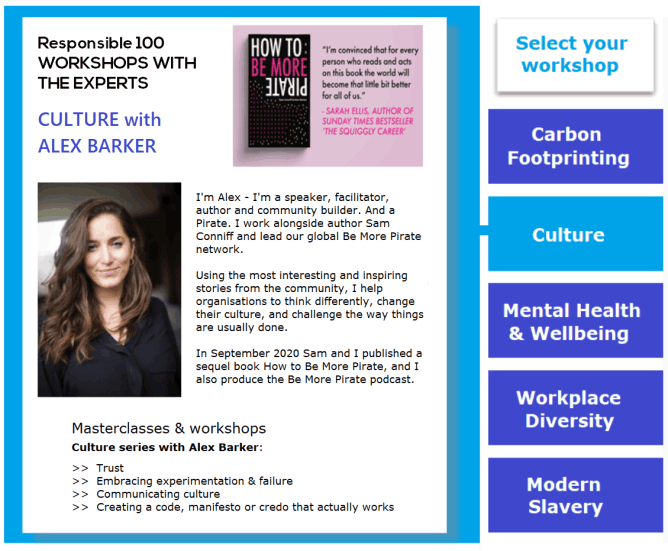 Responsible 100
WORKSHOPS WITH
THE EXPERTS
CULTURE with
ALEX BARKER
HOW TO:
BE MORE
PIRATE
"I'm convinced that for every
person who reads and acts
on this book the world will
become that little bit better
for all of us."
- SARAH ELLIS, AUTHOR OF
SUNDAY TIMES BESTSELLER
'THE SQUIGGLY CAREER'
I'm Alex - I'm a speaker, facilitator,
author and community builder. And a
Pirate. I work alongside author Sam
Conniff and lead our global Be More Pirate
network.
Using the most interesting and inspiring
stories from the community, I help
organisations to think differently, change
their culture, and challenge the way things
are usually done.
In September 2020 Sam and I published a
sequel book How to Be More Pirate, and I
also produce the Be More Pirate podcast.
Masterclasses & workshops
Culture series with Alex Barker:
>> Trust
>> Embracing experimentation & failure
>> Communicating culture
>> Creating a code, manifesto or credo that actually works
Select your
workshop
Carbon
Footprinting
Culture
Mental Health
& Wellbeing
Workplace
Diversity
Modern
Slavery